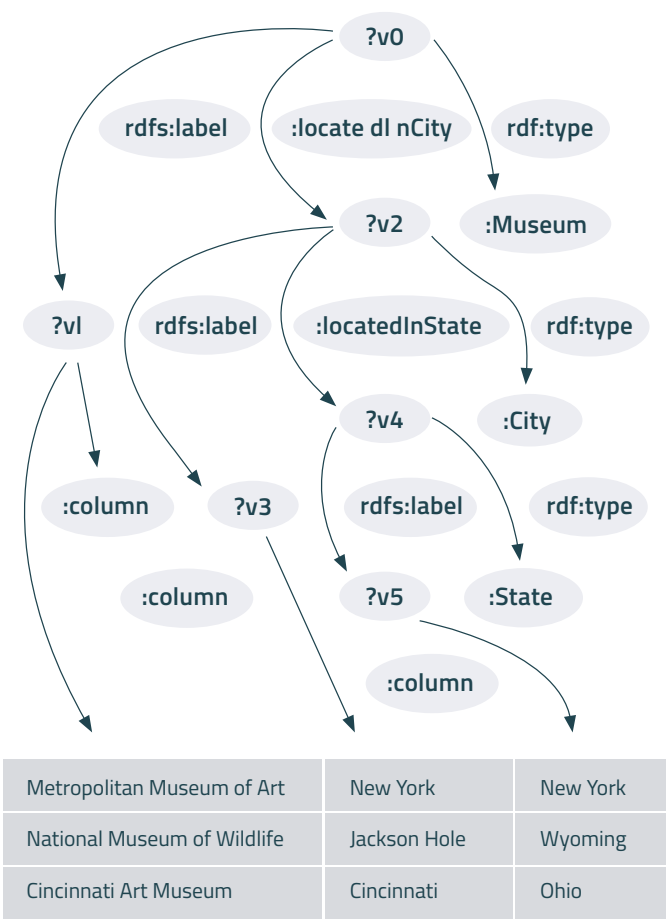 ?v0
rdfs:label
:locate dl nCity
rdf:type
?v2
:Museum
?vl
rdfs:label
:locatedInState
rdf:type
?v4
:City
:column
?v3
rdfs:label
rdf:type
:column
?v5
:State
:column
Metropolitan Museum of Art New York New York
National Museum of Wildlife Jackson Hole Wyoming
Cincinnati Art Museum Cincinnati Ohio